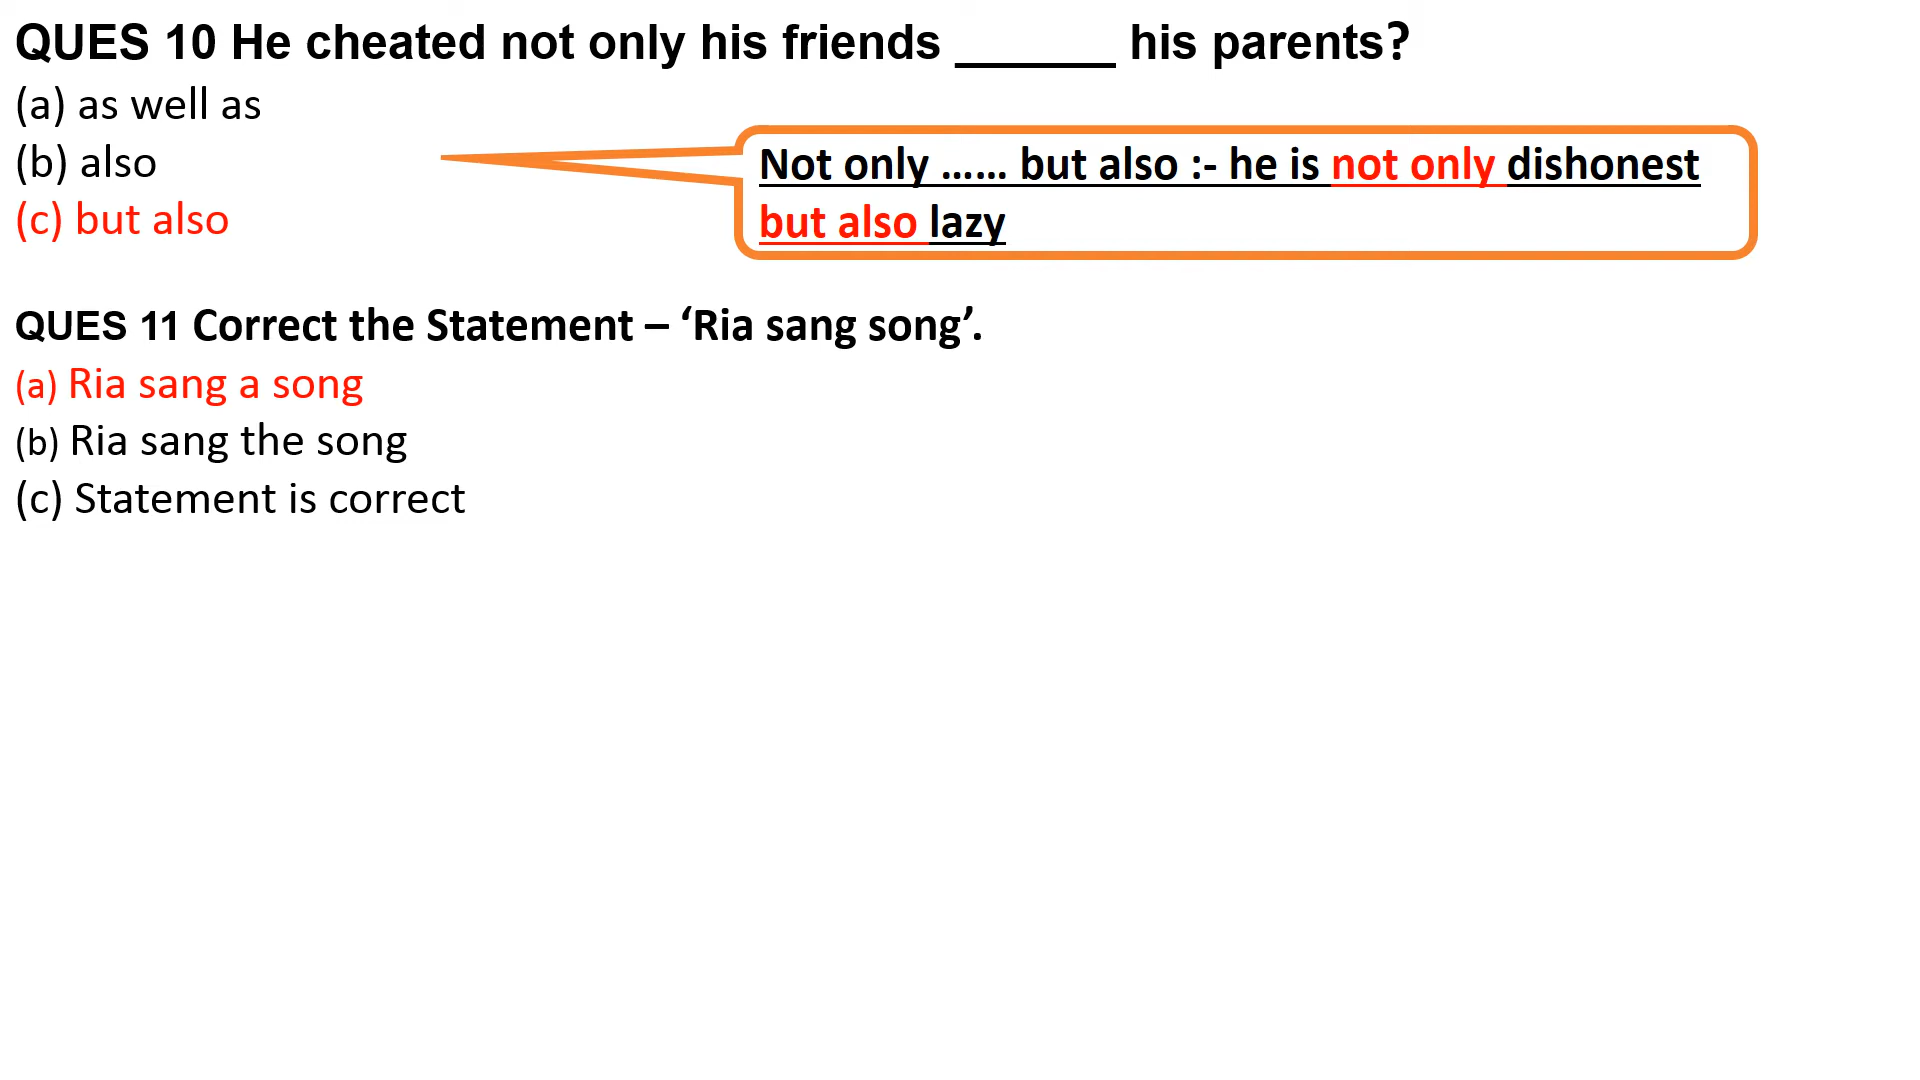 QUES 10 He cheated not only his friends ______ his parents?
(a) as well as
(b) also
(c) but also
Not only …… but also :- he is not only dishonest
but also lazy
QUES 11 Correct the Statement – ‘Ria sang song’.
(a) Ria sang a song
(b) Ria sang the song
(c) Statement is correct